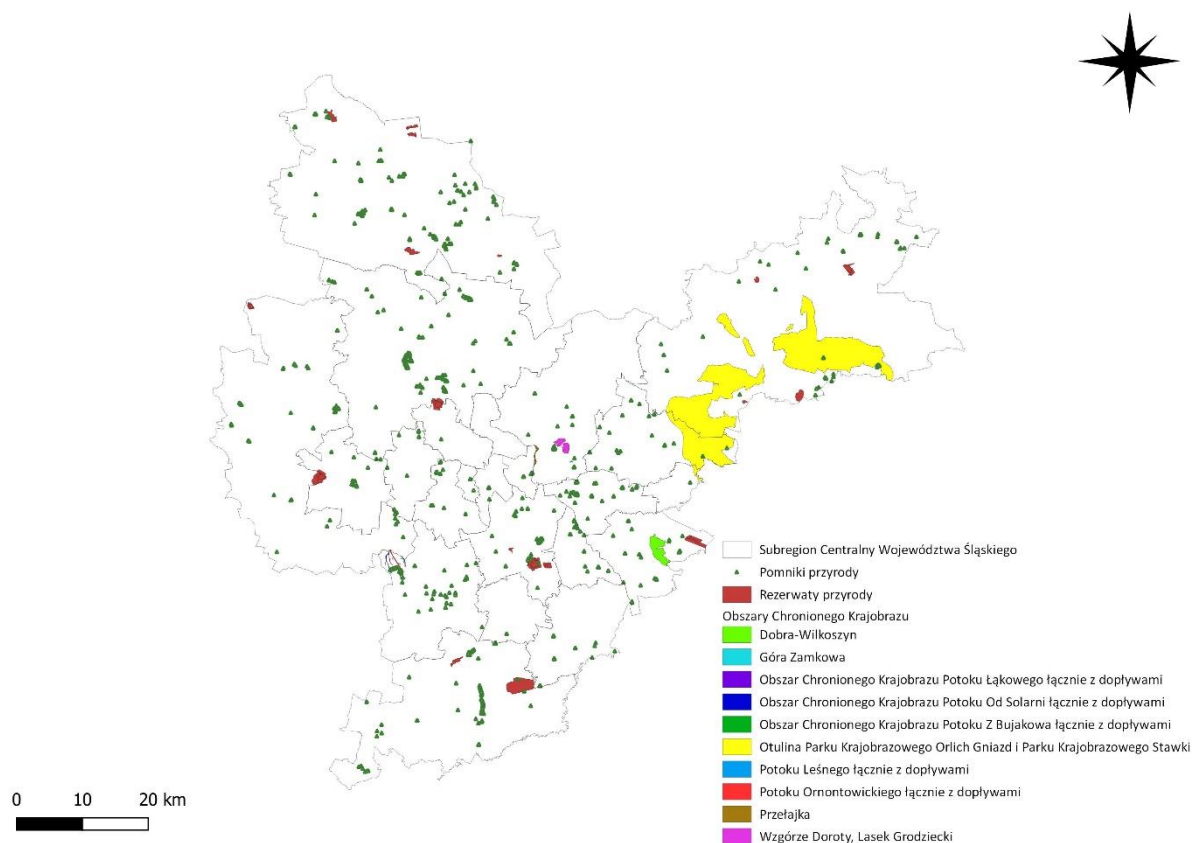 Subregion Centralny Województwa Śląskiego
Pomniki przyrody
Rezerwaty przyrody
Obszary Chronionego Krajobrazu
Dobra-Wilkoszyn
Góra Zamkowa
Obszar Chronionego Krajobrazu Potoku Łąkowego łącznie z dopływami
Obszar Chronionego Krajobrazu Potoku Od Solarni łącznie z dopływami
Obszar Chronionego Krajobrazu Potoku Z Bujakowa łącznie z dopływami
Otulina Parku Krajobrazowego Orlich Gniazd i Parku Krajobrazowego Stawki
Potoku Leśnego łącznie z dopływami
Potoku Ornontowickiego łącznie z dopływami
Przełajka
Wzgórze Doroty, Lasek Grodziecki
0 10 20 km